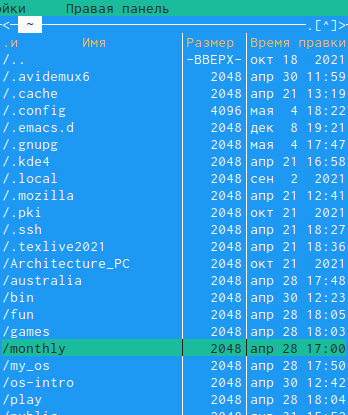 ойки Правая панель
<- ~ .[^]>
.и Имя Размер Время правки
/.. -ВВЕРХ- окт 18 2021
/.avidemux6 2048 апр 30 11:59
/.cache 2048 апр 21 13:19
/.config 4096 мая 4 18:22
/.emacs.d 2048 дек 8 19:21
/.gnupg 2048 мая 4 17:47
/.kde4 2048 апр 21 16:58
/.local 2048 сен 2 2021
/.mozilla 2048 апр 21 12:41
/.pki 2048 окт 21 2021
/.ssh 2048 апр 21 18:27
/.texlive2021 2048 апр 21 18:36
/Architecture_PC 2048 окт 21 2021
/australia 2048 апр 28 17:48
/bin 2048 апр 30 12:23
/fun 2048 апр 28 18:05
/games 2048 апр 28 18:03
/monthly 2048 апр 28 17:00
/my_os 2048 апр 28 17:50
/os-intro 2048 апр 30 12:42
/play 2048 апр 28 18:04